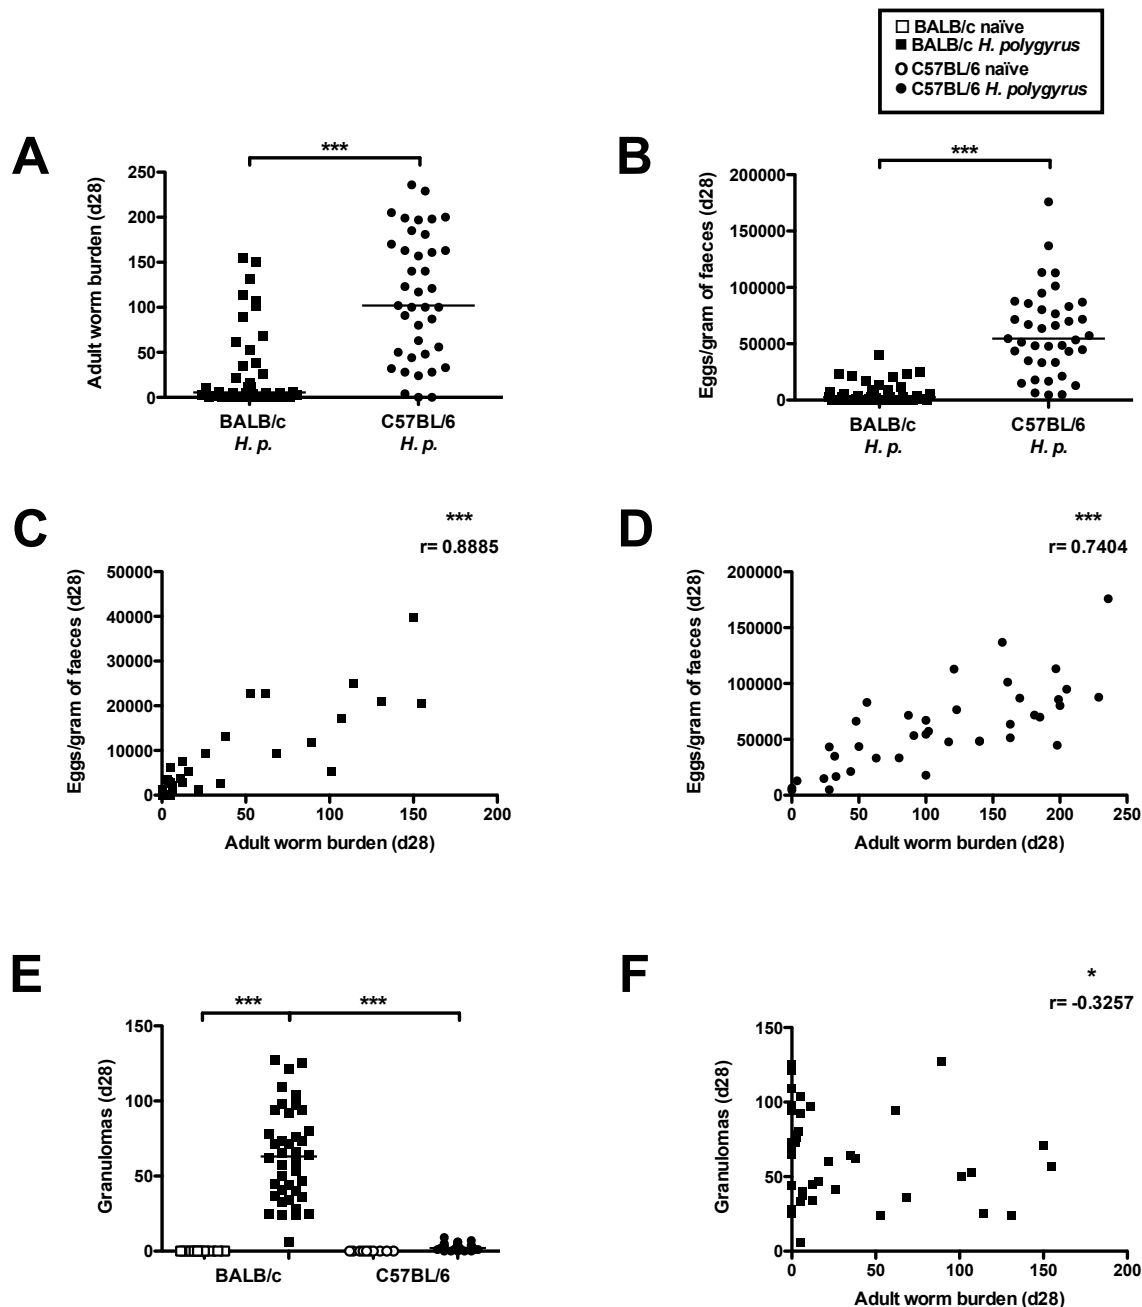 BALB/c naïve
BALB/c H. polygyrus
C57BL/6 naïve
C57BL/6 H. polygyrus
A
***
Adult worm burden (d28)
250
200
150
100
50
0
BALB/c
H. p.
C57BL/6
H. p.
B
***
Eggs/gram of faeces (d28)
200000
150000
100000
50000
0
BALB/c
H. p.
C57BL/6
H. p.
C
***
r= 0.8885
Eggs/gram of faeces (d28)
50000
40000
30000
20000
10000
0
0 50 100 150 200
Adult worm burden (d28)
D
***
r= 0.7404
Eggs/gram of faeces (d28)
200000
150000
100000
50000
0
0 50 100 150 200 250
Adult worm burden (d28)
E
*** ***
Granulomas (d28)
150
100
50
0
BALB/c C57BL/6
F
*
r= -0.3257
Granulomas (d28)
150
100
50
0
0 50 100 150 200
Adult worm burden (d28)